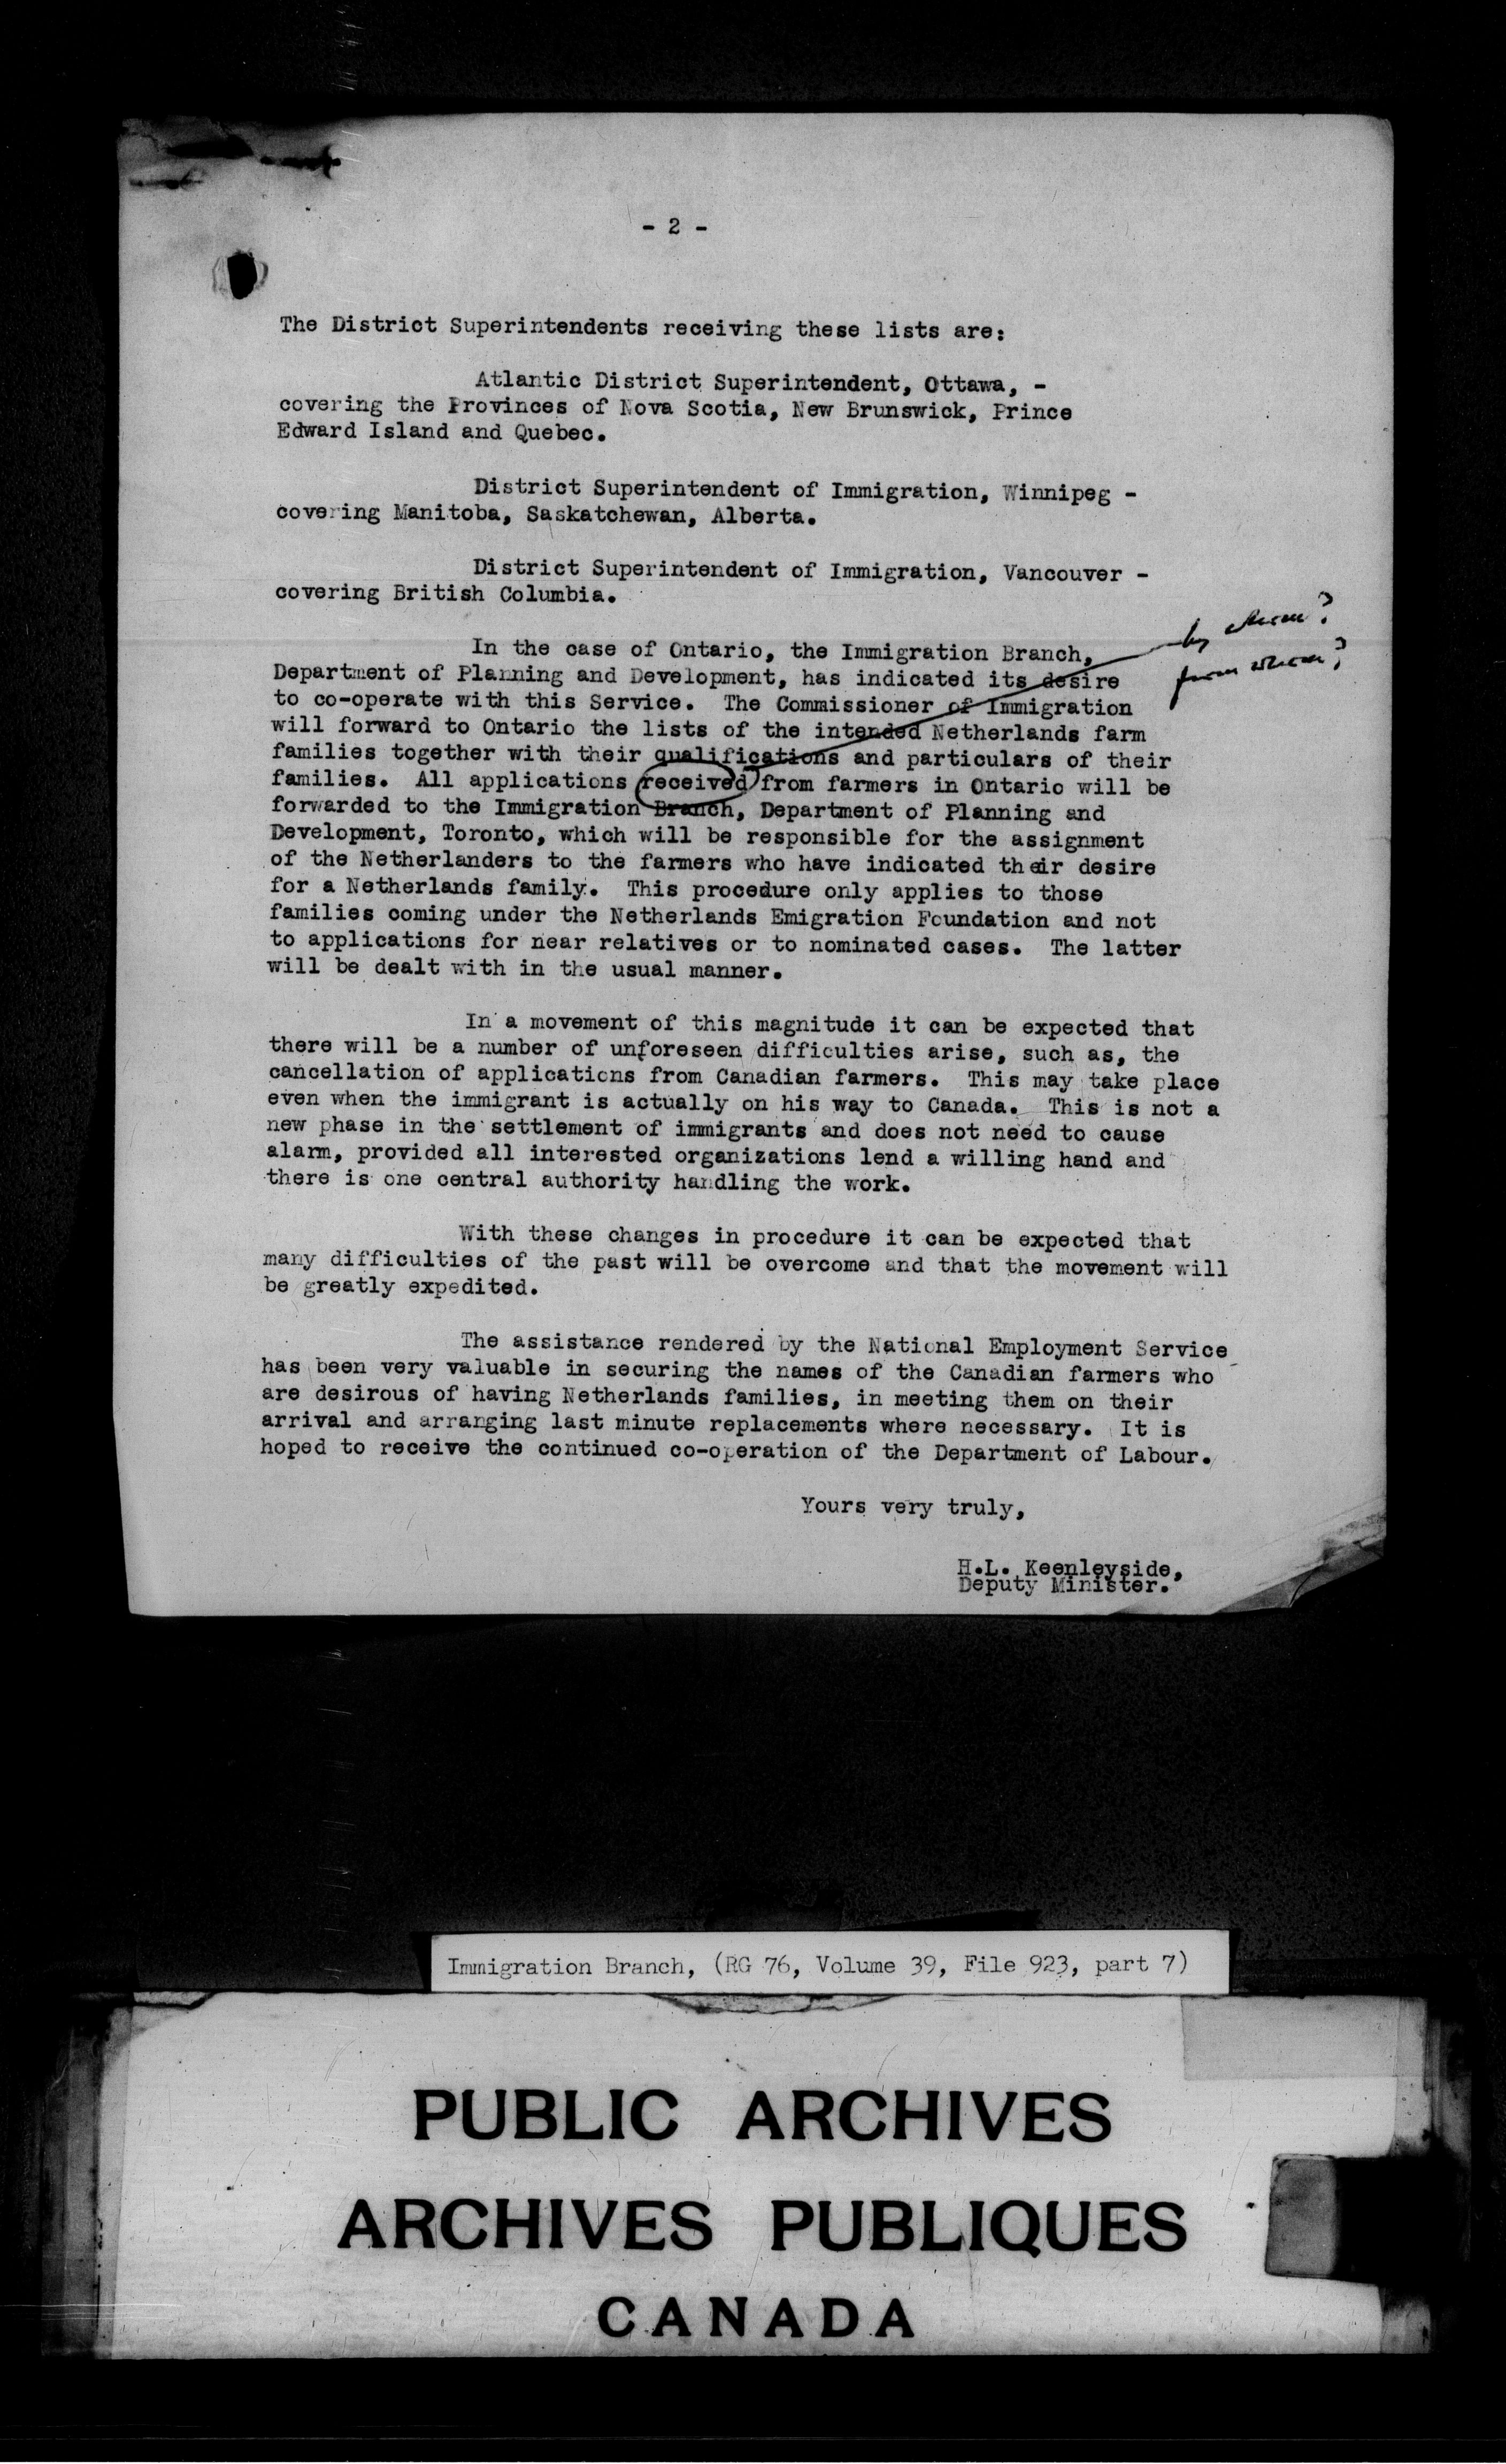 - 2 -
The District Superintendents receiving these lists are:
Atlantic District Superintendent, Ottawa, -
covering the Provinces of Nova Scotia, New Brunswick, Prince
Edward Island and Quebec.
District Superintendent of Immigration, Winnipeg -
covering Manitoba, Saskatchewan, Alberta.
District Superintendent of Immigration, Vancouver -
covering British Columbia.
by whom?
from whom?
In the case of Ontario, the Immigration Branch,
Department of Planning and Development, has indicated its desire
to co-operate with this Service. The Commissioner of Immigration
will forward to Ontario the lists of the intended Netherlands farm
families together with their qualifications and particulars of their
families. All applications received from farmers in Ontario will be
forwarded to the Immigration Branch, Department of Planning and
Development, Toronto, which will be responsible for the assignment
of the Netherlanders to the farmers who have indicated their desire
for a Netherlands family. This procedure only applies to those
families coming under the Netherlands Emigration Foundation and not
to applications for near relatives or to nominated cases. The latter
will be dealt with in the usual manner.
In a movement of this magnitude it can be expected that
there will be a number of unforeseen difficulties arise, such as, the
cancellation of applications from Canadian farmers. This may take place
even when the immigrant is actually on his way to Canada. This is not a
new phase in the settlement of immigrants and does not need to cause
alarm, provided all interested organizations lend a willing hand and
there is one central authority handling the work.
With these changes in procedure it can be expected that
many difficulties of the past will be overcome and that the movement will
be greatly expedited.
The assistance rendered by the National Employment Service
has been very valuable in securing the names of the Canadian farmers who
are desirous of having Netherlands families, in meeting them on their
arrival and arranging last minute replacements where necessary. It is
hoped to receive the continued co-operation of the Department of Labour.
Yours very truly,
H.L. Keenleyside,
Deputy Minister.
Immigration Branch, (RG 76, Volume 39, File 923, part 7)
PUBLIC ARCHIVES
ARCHIVES PUBLIQUES
CANADA